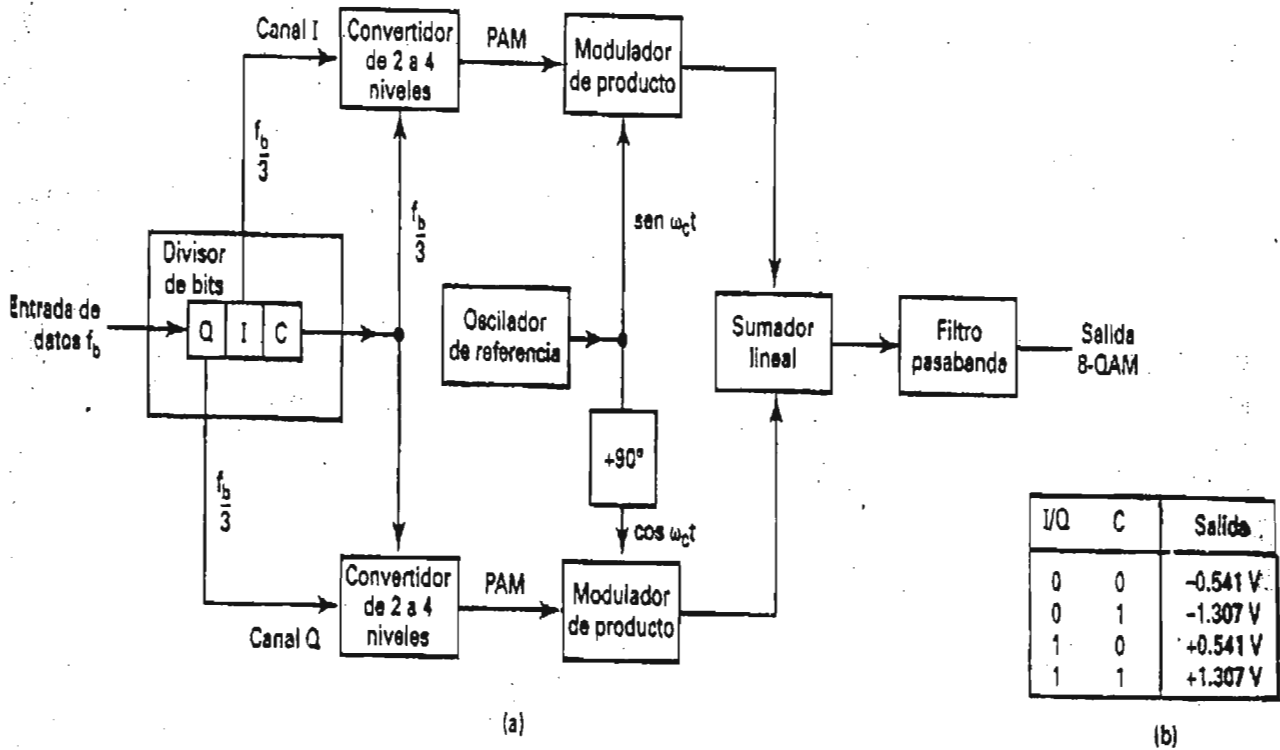 Canal I
Convertidor
de 2 a 4
niveles
PAM
Modulador
de producto
f_b
3
f_b
3
sen ω_ct
Divisor
de bits
Entrada de
datos f_b
Q I C
Oscilador
de referencia
Sumador
lineal
Filtro
pasabanda
Salida
8-QAM
+90°
f_b
3
cos ω_ct
Canal Q
Convertidor
de 2 a 4
niveles
PAM
Modulador
de producto
I/Q C Salida
0 0 −0.541 V
0 1 −1.307 V
1 0 +0.541 V
1 1 +1.307 V
(a)
(b)